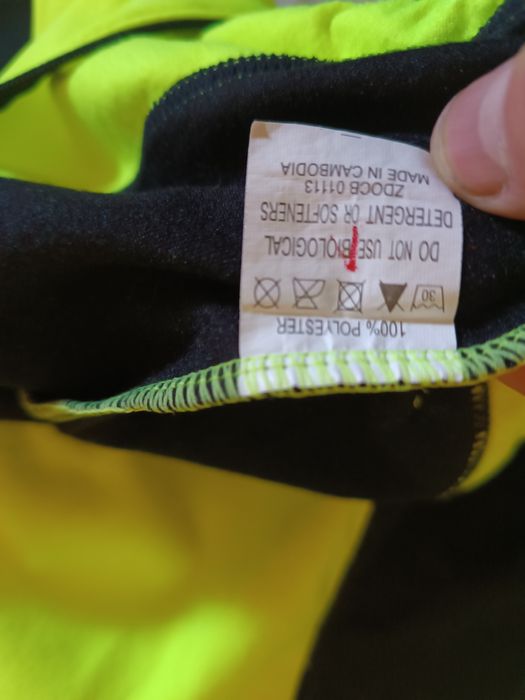 100% POLYESTER
30
DO NOT USE BIOLOGICAL
DETERGENT OR SOFTENERS
ZDOCB 01113
MADE IN CAMBODIA